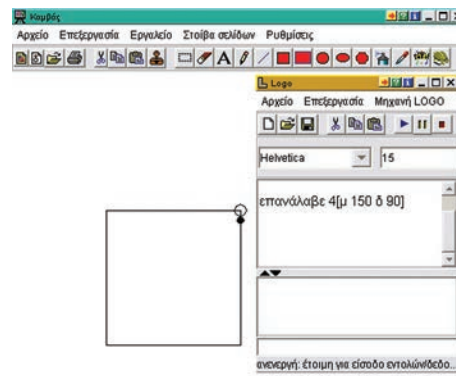 Καμβάς
Αρχείο Επεξεργασία Εργαλείο Στοίβα σελίδων Ρυθμίσεις
Logo
Αρχείο Επεξεργασία Μηχανή LOGO
Helvetica 15
επανάλαβε 4[μ 150 δ 90]
ανενεργή: έτοιμη για είσοδο εντολών/δεδο..